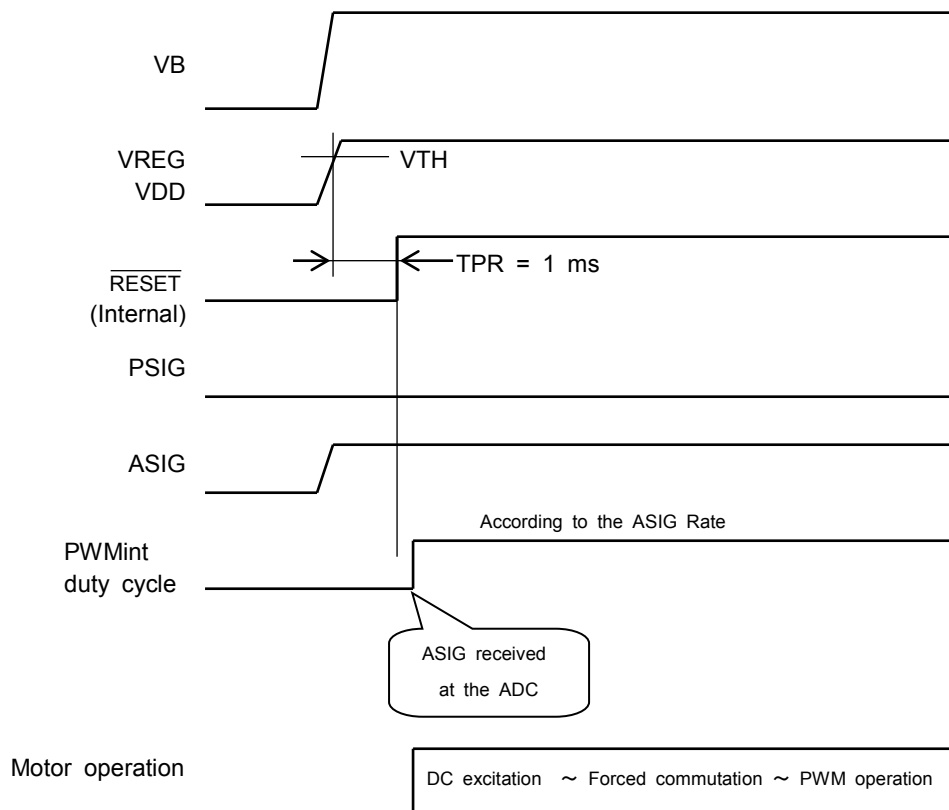 VB
VREG
VDD
VTH
TPR = 1 ms
RESET
(Internal)
PSIG
ASIG
According to the ASIG Rate
PWMint
duty cycle
ASIG received
at the ADC
Motor operation
DC excitation ～ Forced commutation ～ PWM operation